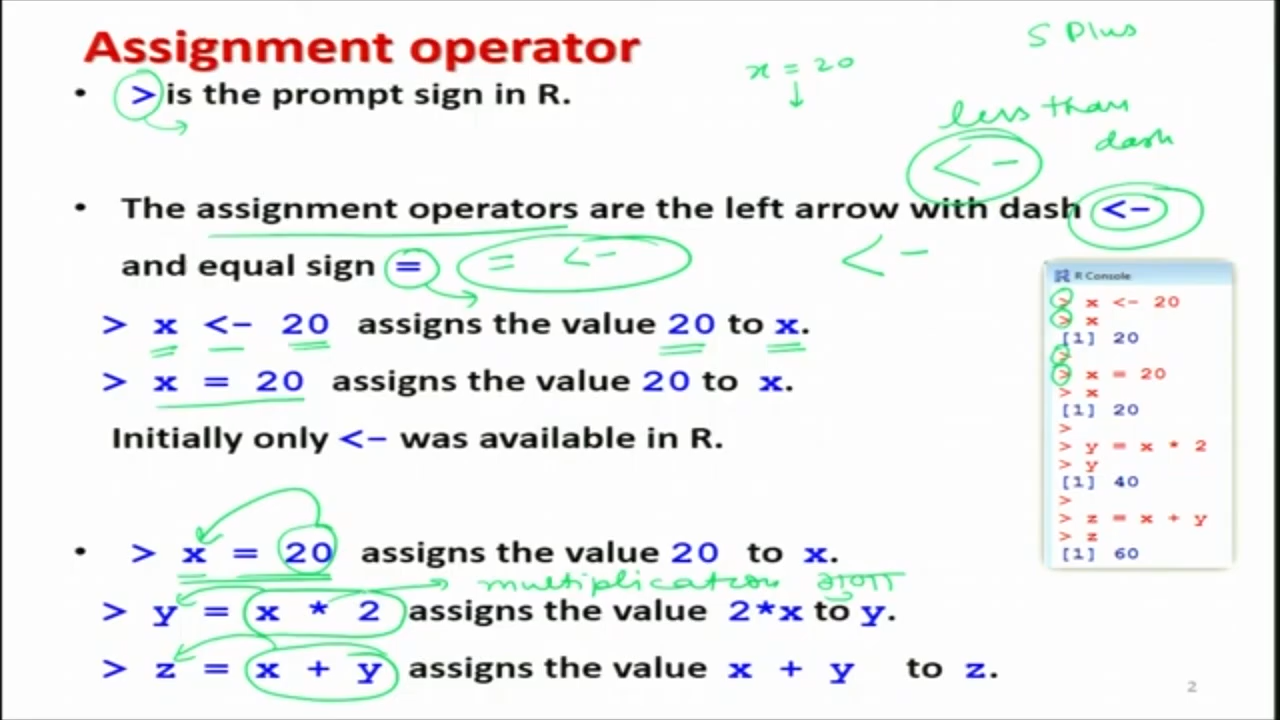 Assignment operator
S Plus
x = 20
> is the prompt sign in R.
less than
dash
<-
The assignment operators are the left arrow with dash <-
and equal sign = = <- <-
> x <- 20 assigns the value 20 to x.
> x = 20 assigns the value 20 to x.
Initially only <- was available in R.
> x = 20 assigns the value 20 to x.
multiplication गुणा
> y = x * 2 assigns the value 2*x to y.
> z = x + y assigns the value x + y to z.
R Console
> x <- 20
> x
[1] 20
>
> x = 20
> x
[1] 20
>
> y = x * 2
> y
[1] 40
>
> z = x + y
> z
[1] 60
2